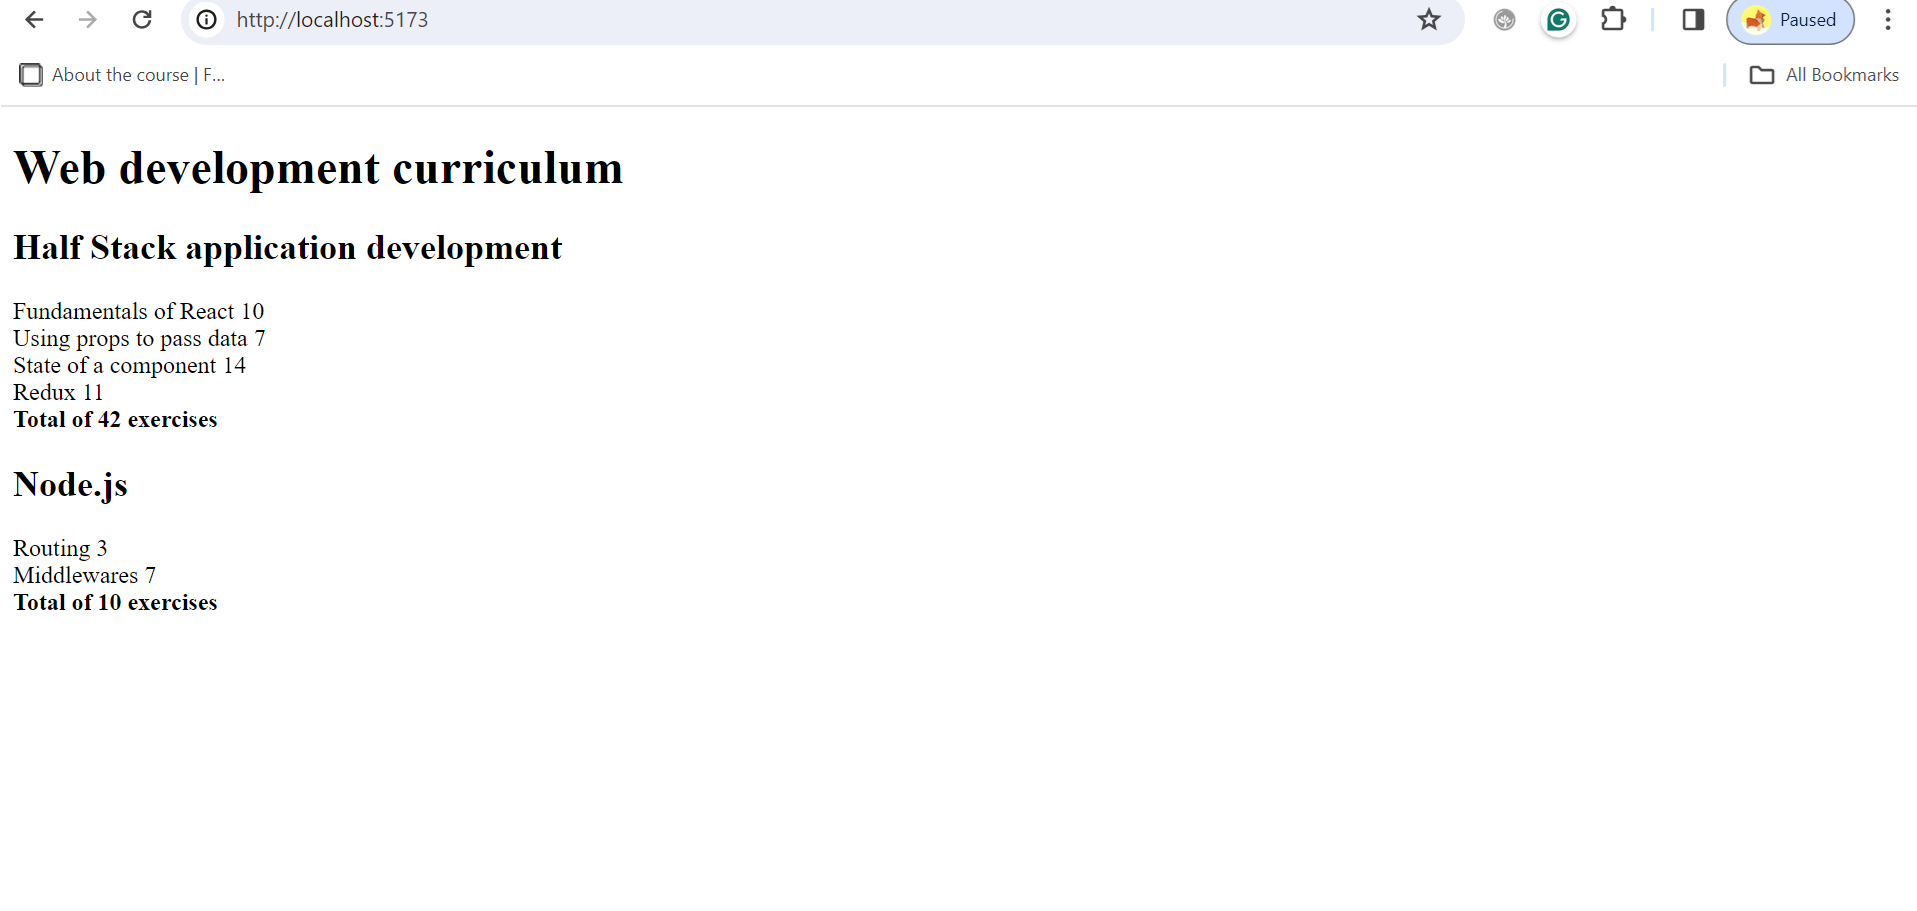 http://localhost:5173
Paused
About the course | F...
All Bookmarks
Web development curriculum
Half Stack application development
Fundamentals of React 10
Using props to pass data 7
State of a component 14
Redux 11
Total of 42 exercises
Node.js
Routing 3
Middlewares 7
Total of 10 exercises